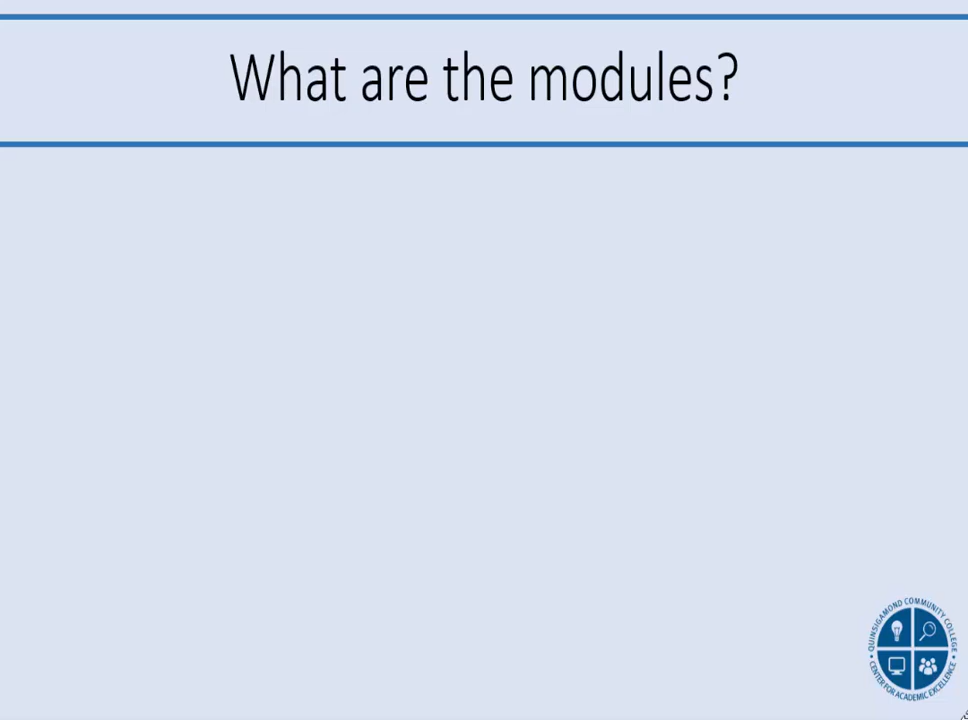 What are the modules?
QUINSIGAMOND COMMUNITY COLLEGE
CENTER FOR ACADEMIC EXCELLENCE